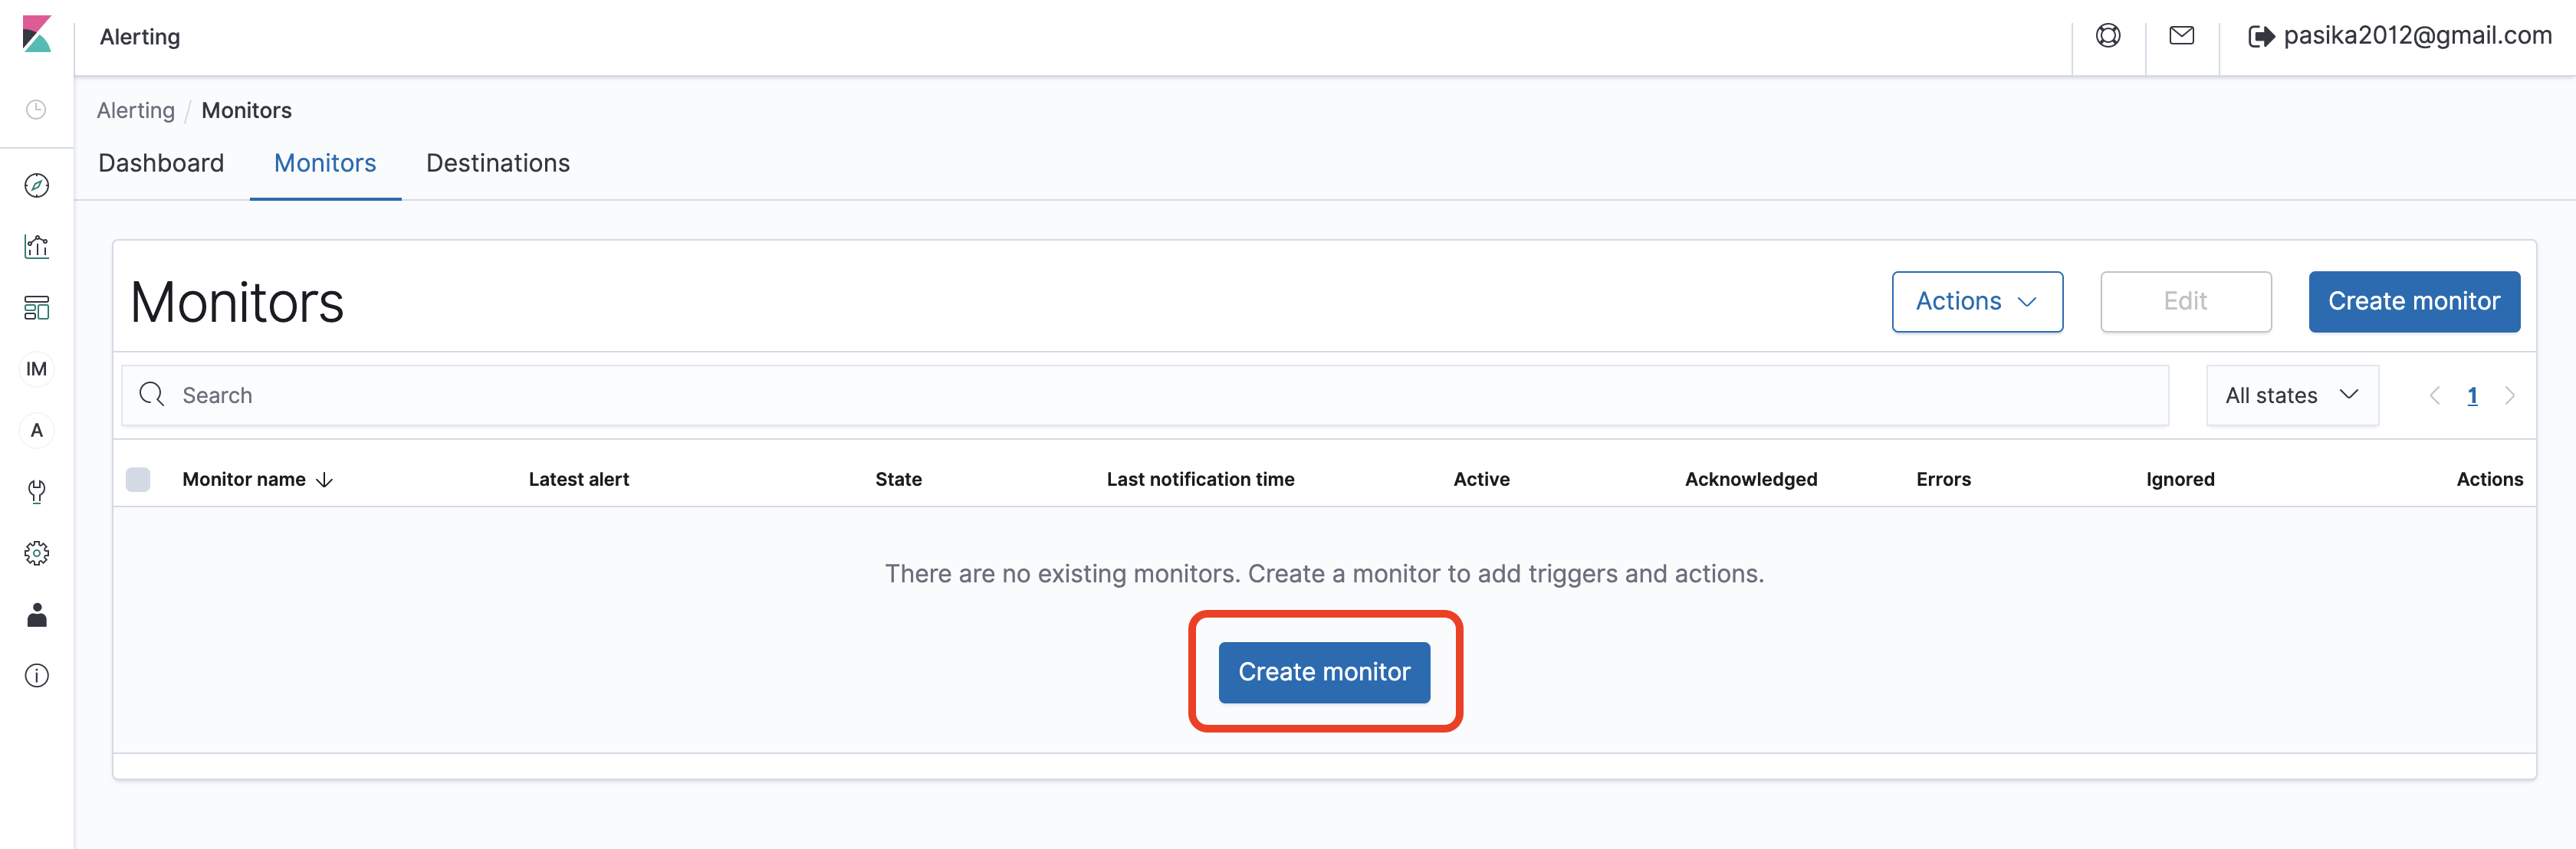 Alerting
pasika2012@gmail.com
Alerting / Monitors
Dashboard Monitors Destinations
Monitors
Actions Edit Create monitor
Search
All states
1
IM
A
Monitor name Latest alert State Last notification time Active Acknowledged Errors Ignored Actions
There are no existing monitors. Create a monitor to add triggers and actions.
Create monitor